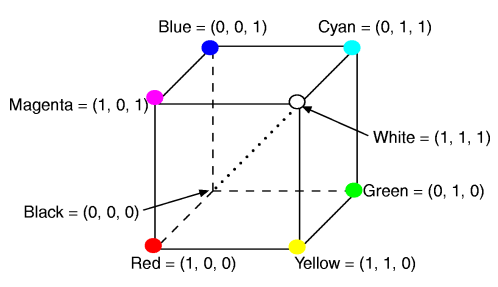 Blue = (0, 0, 1)
Cyan = (0, 1, 1)
Magenta = (1, 0, 1)
White = (1, 1, 1)
Green = (0, 1, 0)
Black = (0, 0, 0)
Red = (1, 0, 0)
Yellow = (1, 1, 0)